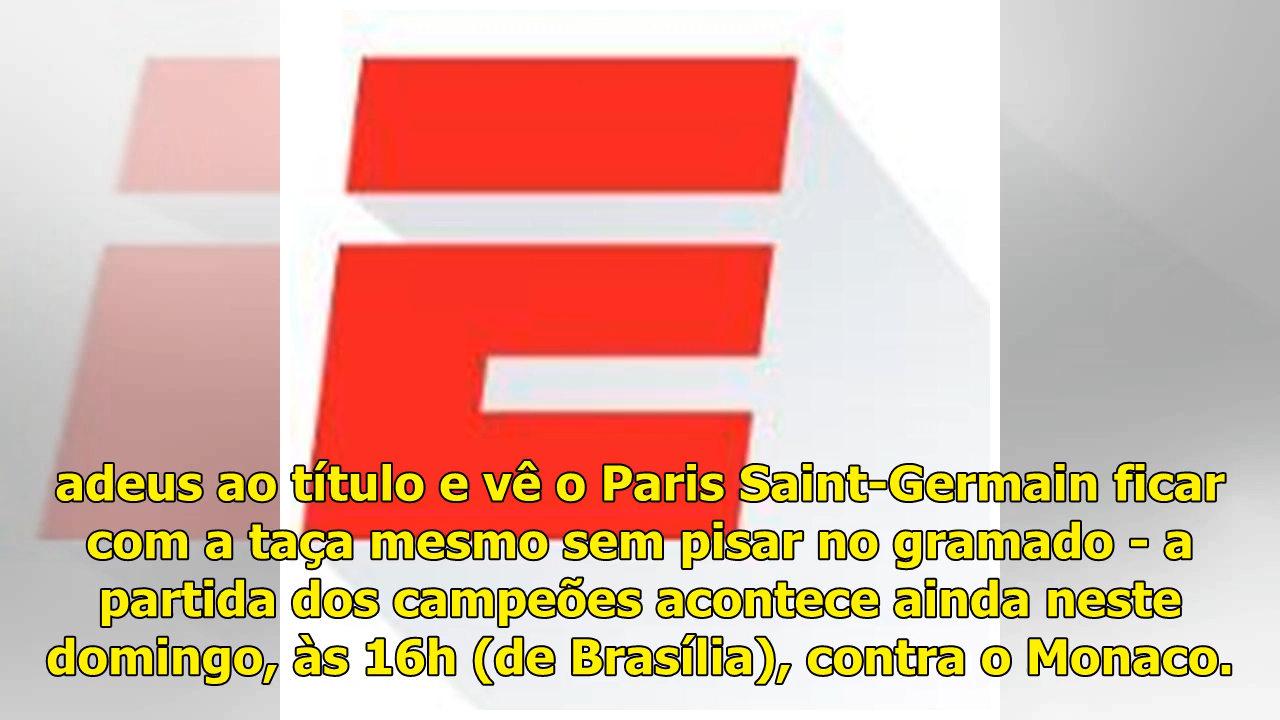 adeus ao título e vê o Paris Saint-Germain ficar
com a taça mesmo sem pisar no gramado - a
partida dos campeões acontece ainda neste
domingo, às 16h (de Brasília), contra o Monaco.